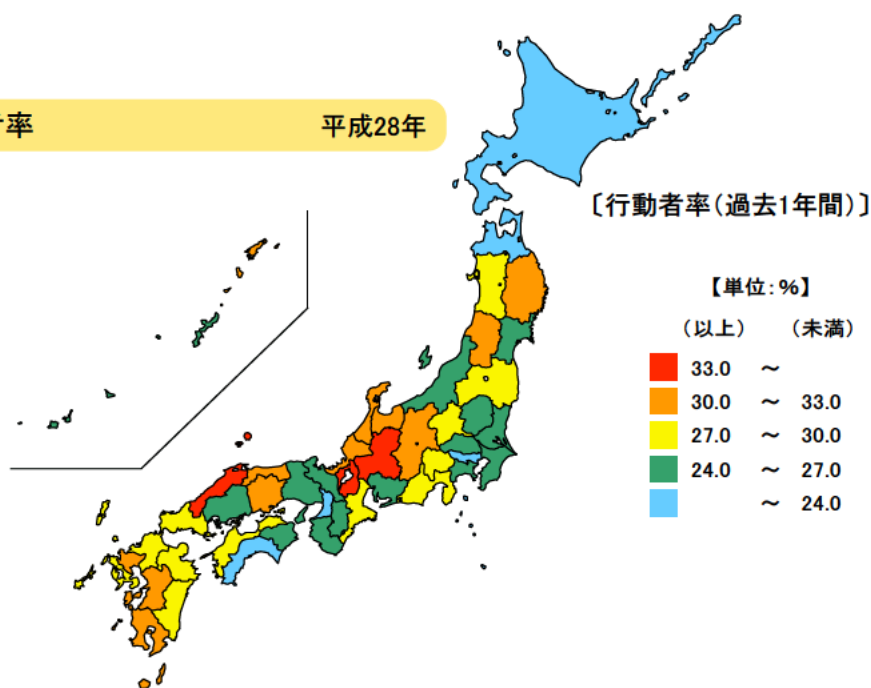 率 平成28年
〔行動者率(過去1年間)〕
【単位:%】
(以上) (未満)
33.0 ~
30.0 ~ 33.0
27.0 ~ 30.0
24.0 ~ 27.0
~ 24.0